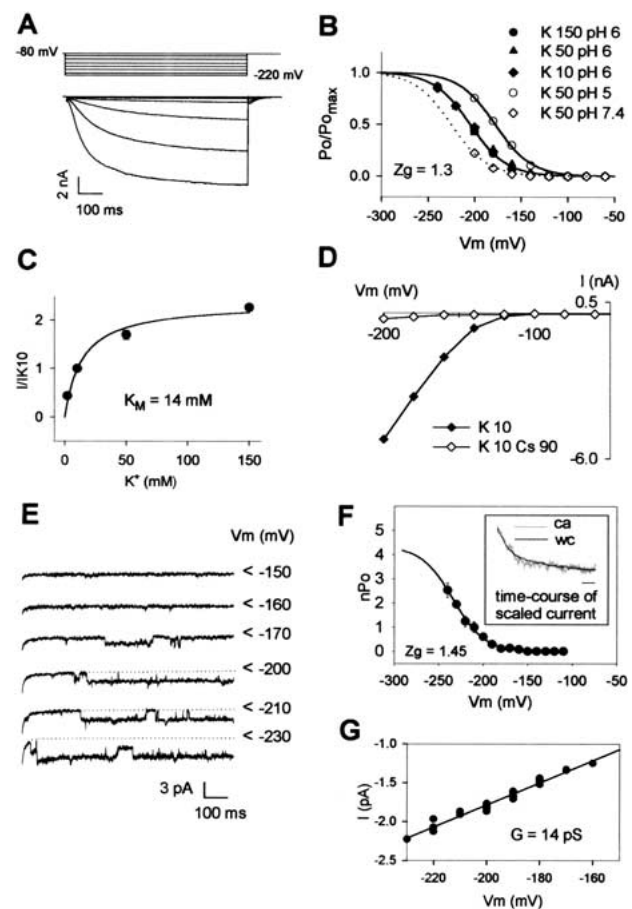 A
-80 mV
-220 mV
2 nA
100 ms
B
K 150 pH 6
K 50 pH 6
K 10 pH 6
K 50 pH 5
K 50 pH 7.4
Po/Po max
1.0
0.5
0.0
Zg = 1.3
-300 -250 -200 -150 -100 -50
Vm (mV)
C
I/IK10
2
1
0
K M = 14 mM
0 50 100 150
K+ (mM)
D
Vm (mV)
I (nA)
0.5
-200
-100
K 10
K 10 Cs 90
-6.0
E
Vm (mV)
< -150
< -160
< -170
< -200
< -210
< -230
3 pA
100 ms
F
nPo
5
4
3
2
1
0
ca
wc
time-course of
scaled current
Zg = 1.45
-300 -250 -200 -150 -100 -50
Vm (mV)
G
I (pA)
-1.0
-1.5
-2.0
-2.5
G = 14 pS
-220 -200 -180 -160
Vm (mV)